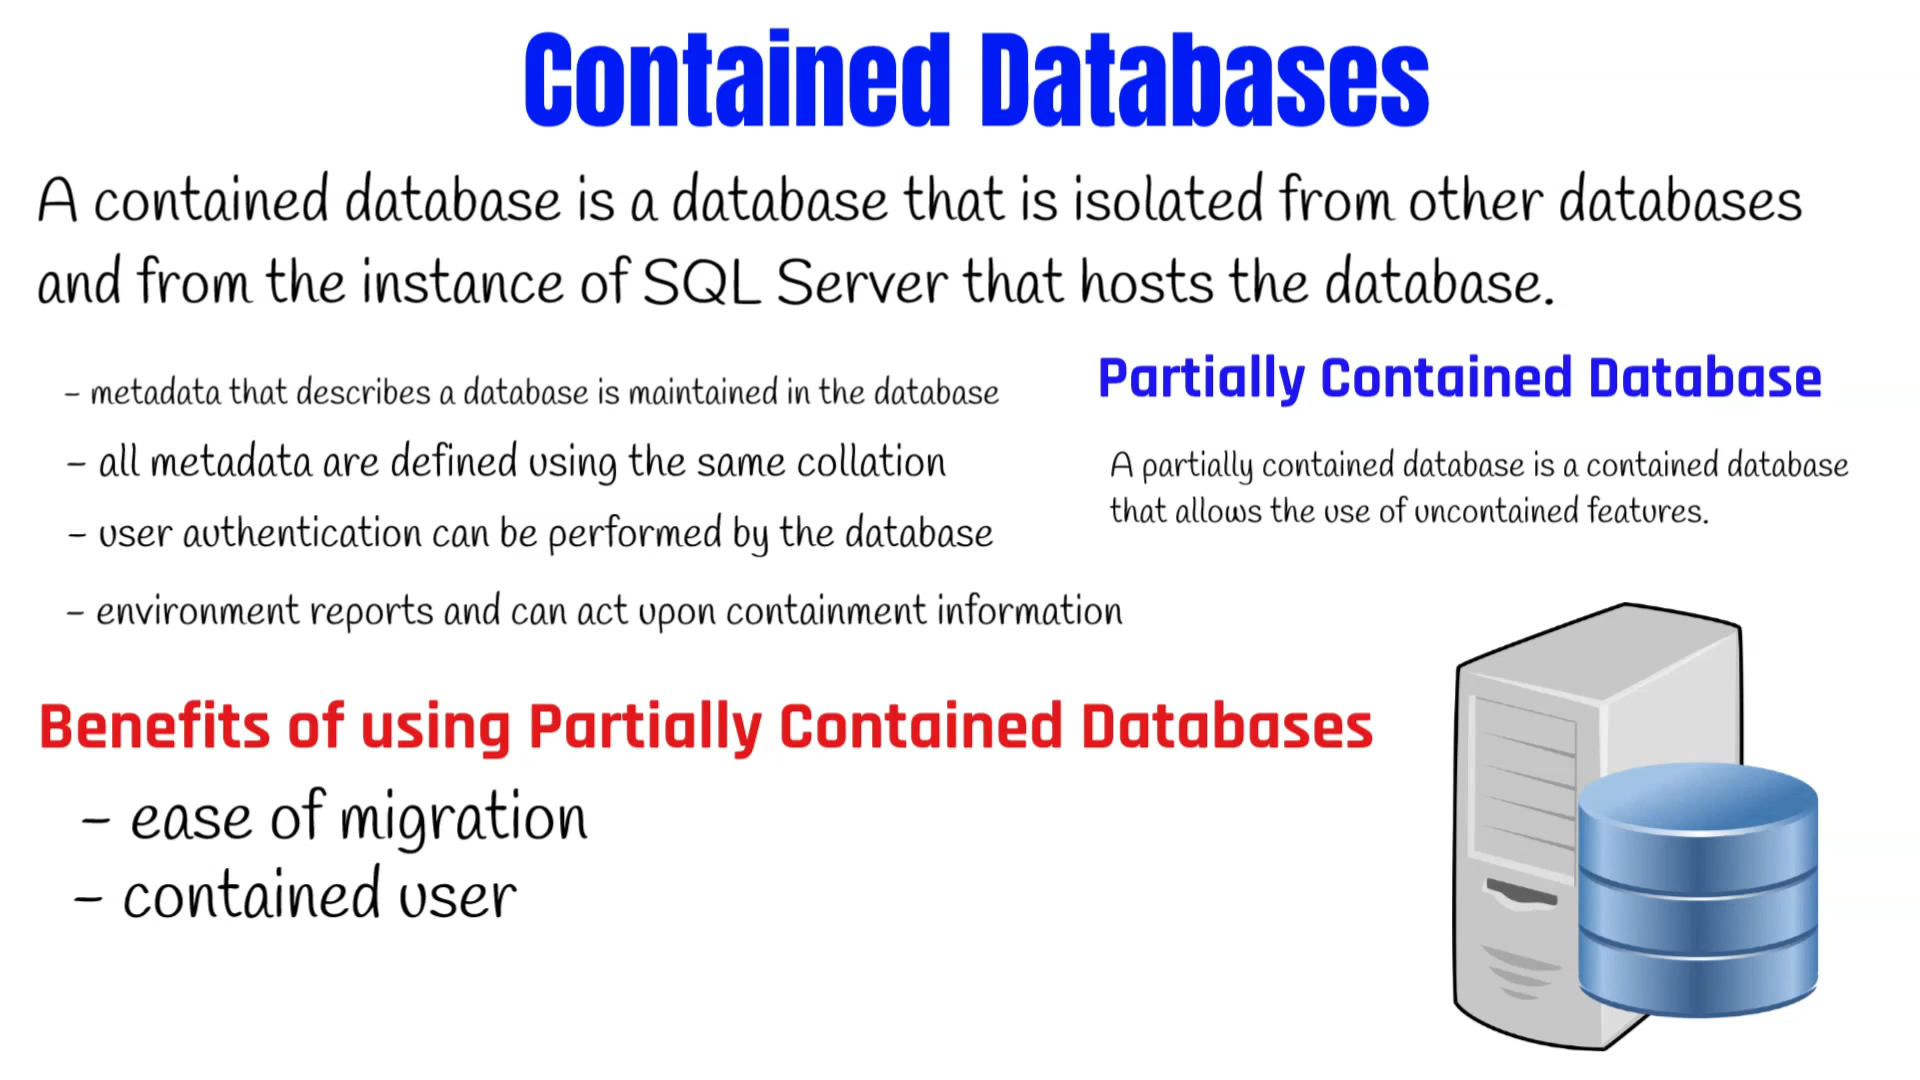 Contained Databases
A contained database is a database that is isolated from other databases
and from the instance of SQL Server that hosts the database.
- metadata that describes a database is maintained in the database
- all metadata are defined using the same collation
- user authentication can be performed by the database
- environment reports and can act upon containment information
Partially Contained Database
A partially contained database is a contained database
that allows the use of uncontained features.
Benefits of using Partially Contained Databases
- ease of migration
- contained user